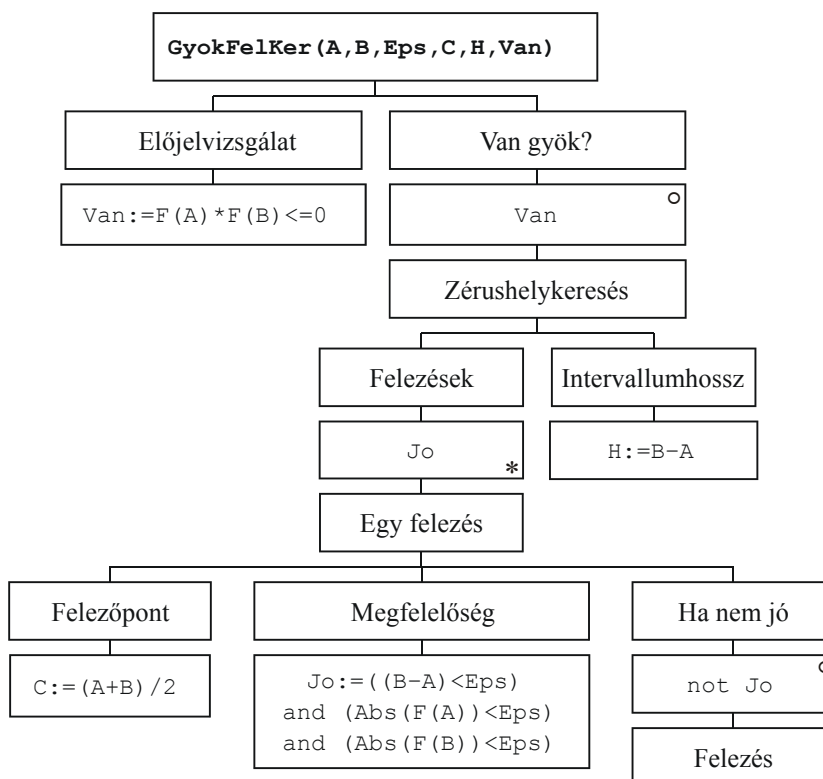 GyokFelKer(A,B,Eps,C,H,Van)
Előjelvizsgálat
Van gyök?
Van:=F(A)*F(B)<=0
Van
Zérushelykeresés
Felezések
Intervallumhossz
Jo
*
H:=B-A
Egy felezés
Felezőpont
Megfelelőség
Ha nem jó
C:=(A+B)/2
Jo:=((B-A)<Eps)
and (Abs(F(A))<Eps)
and (Abs(F(B))<Eps)
not Jo
Felezés